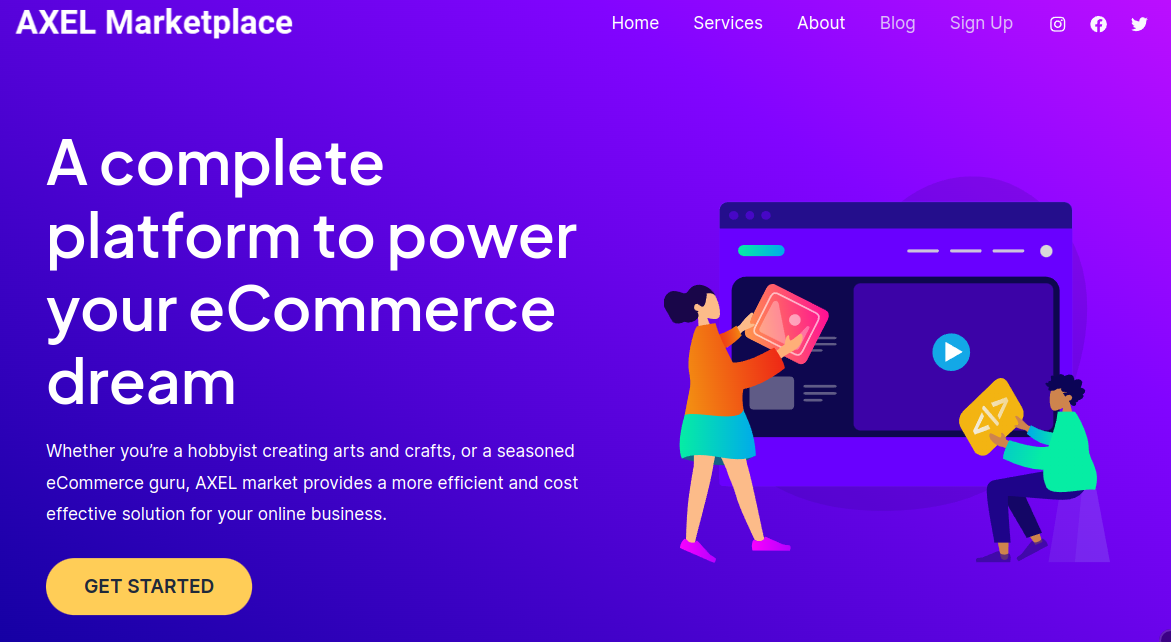 AXEL Marketplace
Home Services About Blog Sign Up
A complete
platform to power
your eCommerce
dream
Whether you’re a hobbyist creating arts and crafts, or a seasoned
eCommerce guru, AXEL market provides a more efficient and cost
effective solution for your online business.
GET STARTED